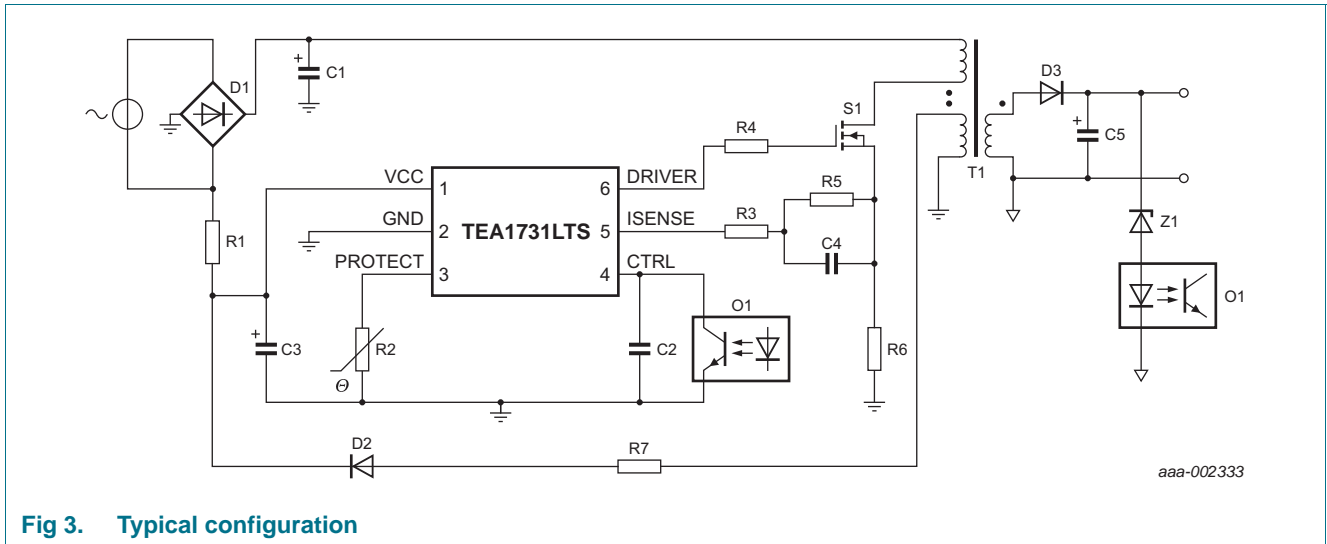 D1
+
C1
~
R1
VCC
1
GND
2
PROTECT
3
TEA1731LTS
6
DRIVER
5
ISENSE
4
CTRL
R4
S1
R3
R5
C4
R6
+
C3
R2
Θ
C2
O1
D2
R7
T1
D3
+
C5
Z1
O1
aaa-002333
Fig 3. Typical configuration